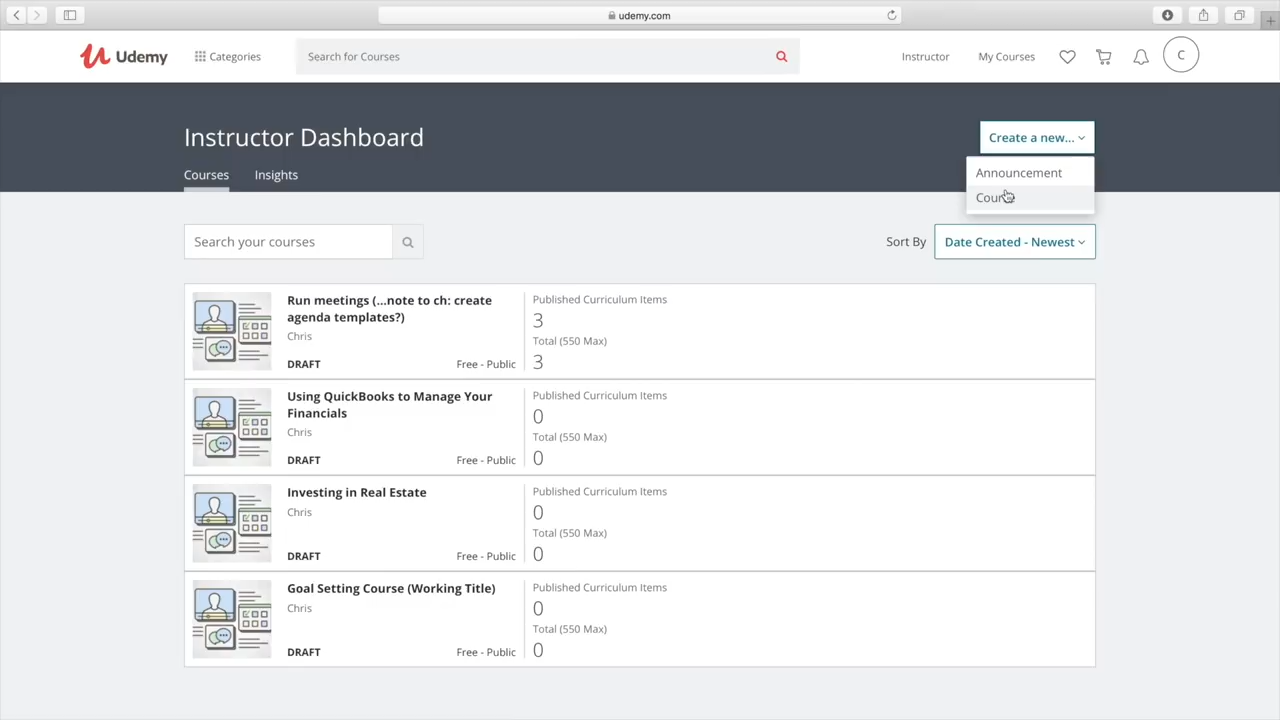 udemy.com
Udemy
Categories
Search for Courses
Instructor
My Courses
C
Instructor Dashboard
Create a new...
Courses
Insights
Announcement
Search your courses
Sort By
Date Created - Newest
Run meetings (...note to ch: create
agenda templates?)
Chris
DRAFT
Free - Public
Published Curriculum Items
3
Total (550 Max)
3
Using QuickBooks to Manage Your
Financials
Chris
DRAFT
Free - Public
Published Curriculum Items
0
Total (550 Max)
0
Investing in Real Estate
Chris
DRAFT
Free - Public
Published Curriculum Items
0
Total (550 Max)
0
Goal Setting Course (Working Title)
Chris
DRAFT
Free - Public
Published Curriculum Items
0
Total (550 Max)
0